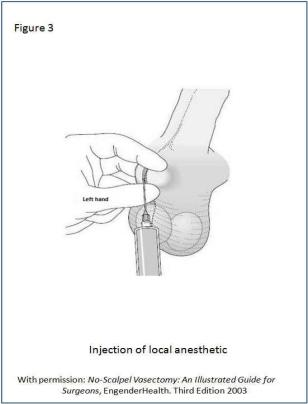 Figure 3
Left hand
Injection of local anesthetic
With permission: No-Scalpel Vasectomy: An Illustrated Guide for
Surgeons, EngenderHealth. Third Edition 2003